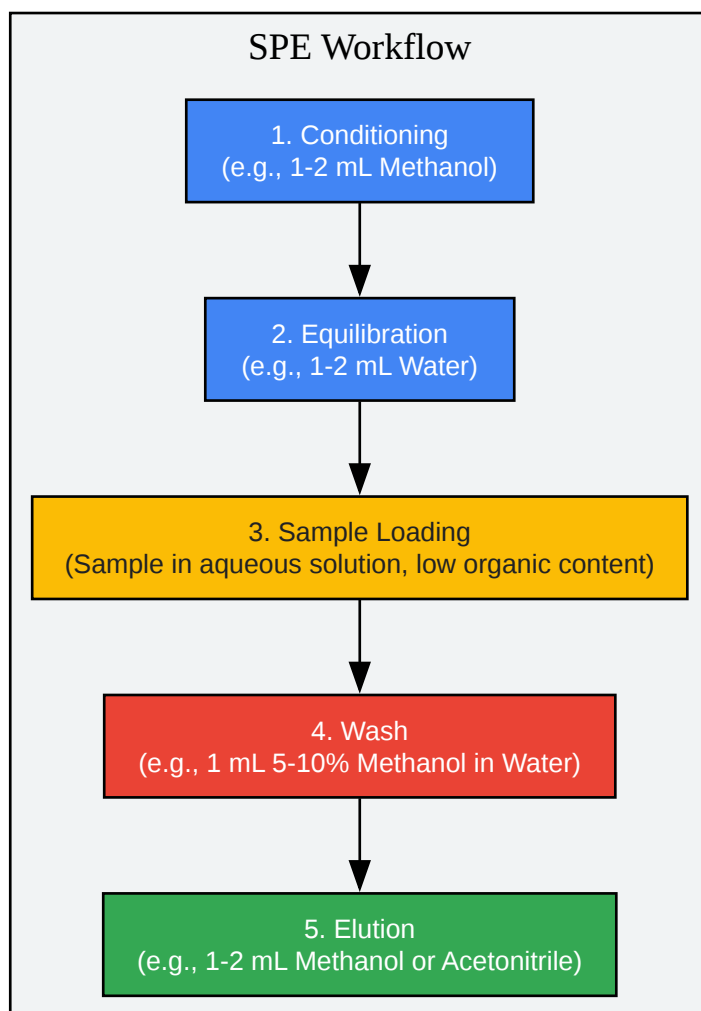 SPE Workflow
1. Conditioning
(e.g., 1-2 mL Methanol)
2. Equilibration
(e.g., 1-2 mL Water)
3. Sample Loading
(Sample in aqueous solution, low organic content)
4. Wash
(e.g., 1 mL 5-10% Methanol in Water)
5. Elution
(e.g., 1-2 mL Methanol or Acetonitrile)